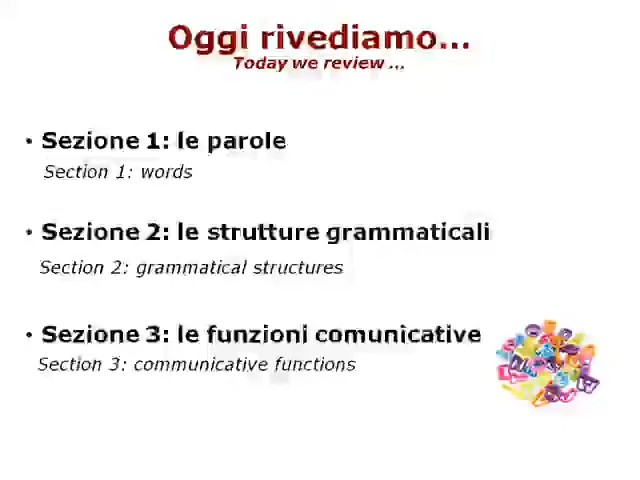 Oggi rivediamo...
Today we review ...
• Sezione 1: le parole
Section 1: words
• Sezione 2: le strutture grammaticali
Section 2: grammatical structures
• Sezione 3: le funzioni comunicative
Section 3: communicative functions